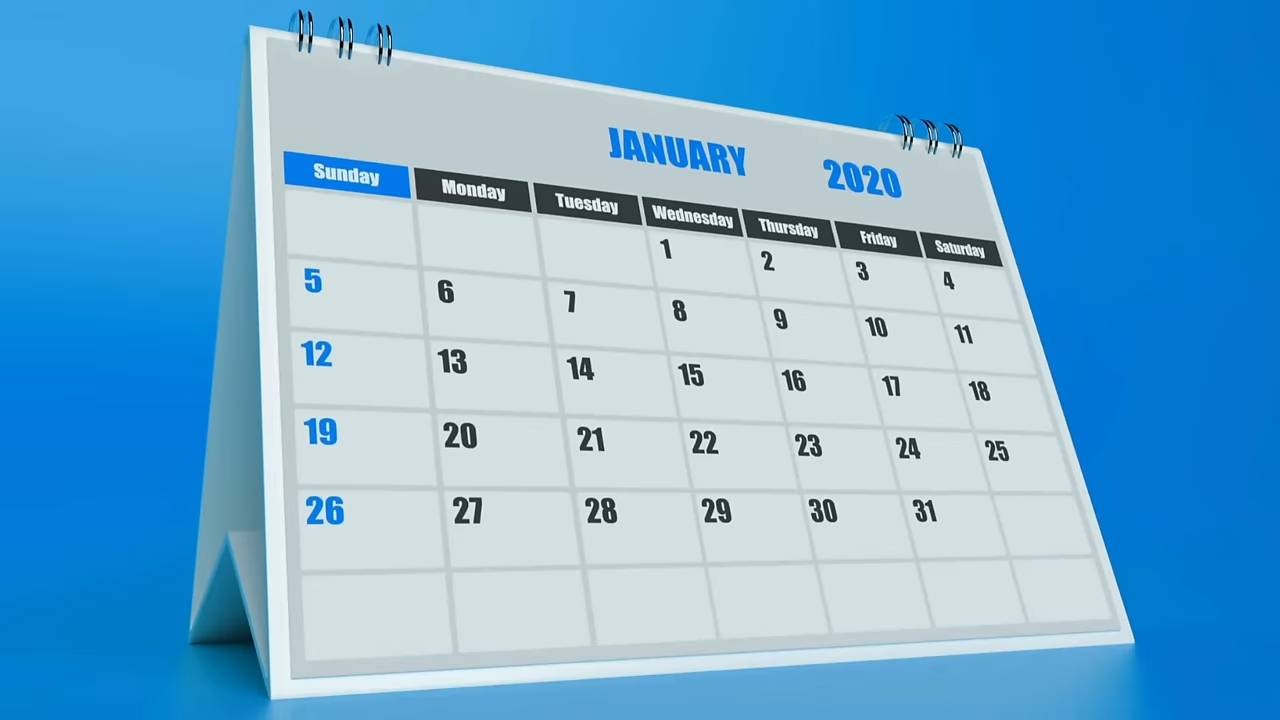 JANUARY 2020
Sunday Monday Tuesday Wednesday Thursday Friday Saturday
1 2 3 4
5 6 7 8 9 10 11
12 13 14 15 16 17 18
19 20 21 22 23 24 25
26 27 28 29 30 31